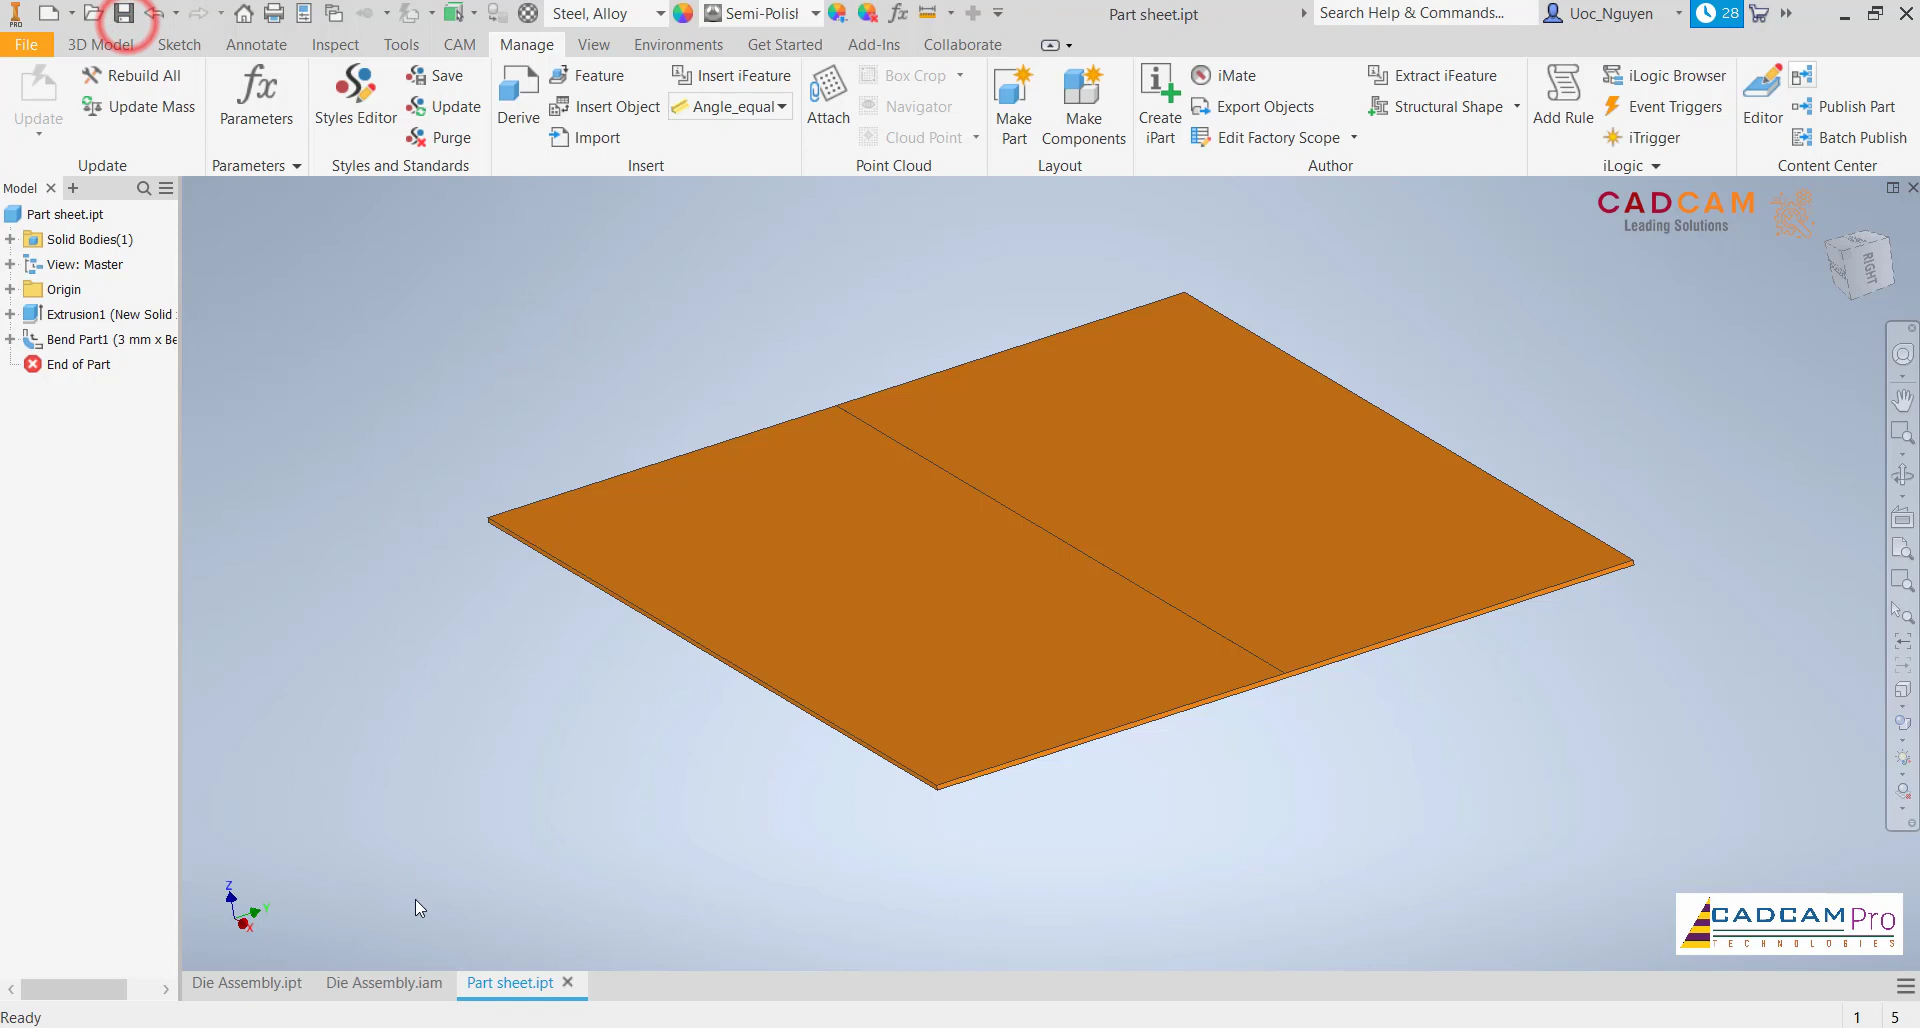 PRO
Steel, Alloy
Semi-Polisl
Part sheet.ipt
Search Help & Commands...
Uoc_Nguyen
28
File 3D Model Sketch Annotate Inspect Tools CAM Manage View Environments Get Started Add-Ins Collaborate
Update
Rebuild All
Update Mass
Update
fx
Parameters
Parameters
Styles Editor
Save
Update
Purge
Styles and Standards
Derive
Feature
Insert Object
Import
Insert iFeature
Angle_equal
Insert
Attach
Box Crop
Navigator
Cloud Point
Point Cloud
Make
Part
Make
Components
Layout
Create
iPart
iMate
Export Objects
Edit Factory Scope
Extract iFeature
Structural Shape
Author
Add Rule
iLogic Browser
Event Triggers
iTrigger
iLogic
Editor
Publish Part
Batch Publish
Content Center
Model
Part sheet.ipt
Solid Bodies(1)
View: Master
Origin
Extrusion1 (New Solid
Bend Part1 (3 mm x Be
End of Part
CADCAM
Leading Solutions
RIGHT
Z
Y
X
CADCAM Pro
TECHNOLOGIES
Die Assembly.ipt
Die Assembly.iam
Part sheet.ipt
Ready
1 5